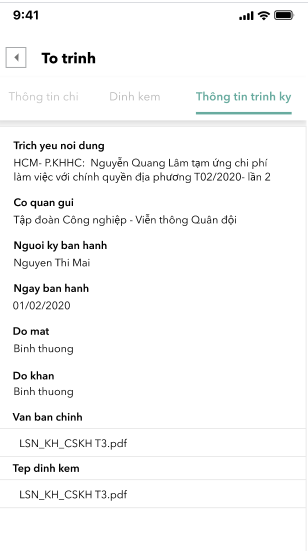 9:41
To trinh
Thông tin chi
Dinh kem
Thông tin trinh ky
Trich yeu noi dung
HCM- P.KHHC: Nguyễn Quang Lâm tạm ứng chi phí
làm việc với chính quyền địa phương T02/2020- lần 2
Co quan gui
Tập đoàn Công nghiệp - Viễn thông Quân đội
Nguoi ky ban hanh
Nguyen Thi Mai
Ngay ban hanh
01/02/2020
Do mat
Binh thuong
Do khan
Binh thuong
Van ban chinh
LSN_KH_CSKH T3.pdf
Tep dinh kem
LSN_KH_CSKH T3.pdf